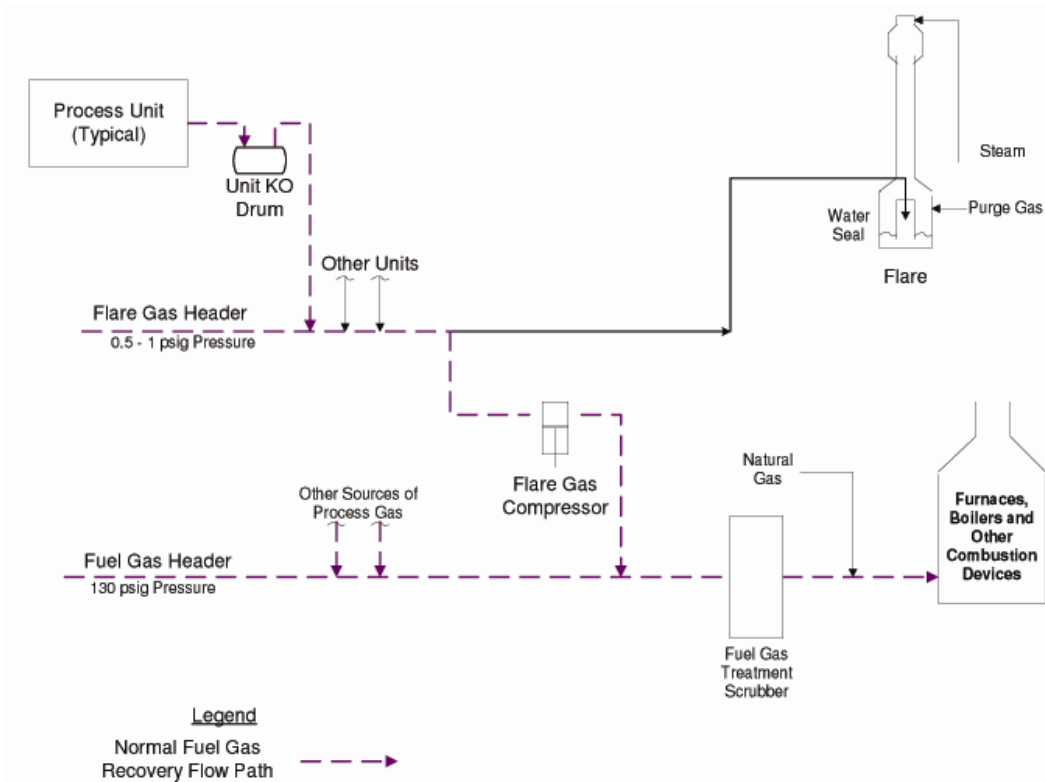 Process Unit
(Typical)
Unit KO
Drum
Steam
Purge Gas
Water
Seal
Flare
Other Units
Flare Gas Header
0.5 - 1 psig Pressure
Flare Gas
Compressor
Natural
Gas
Other Sources of
Process Gas
Furnaces,
Boilers and
Other
Combustion
Devices
Fuel Gas Header
130 psig Pressure
Fuel Gas
Treatment
Scrubber
Legend
Normal Fuel Gas
Recovery Flow Path